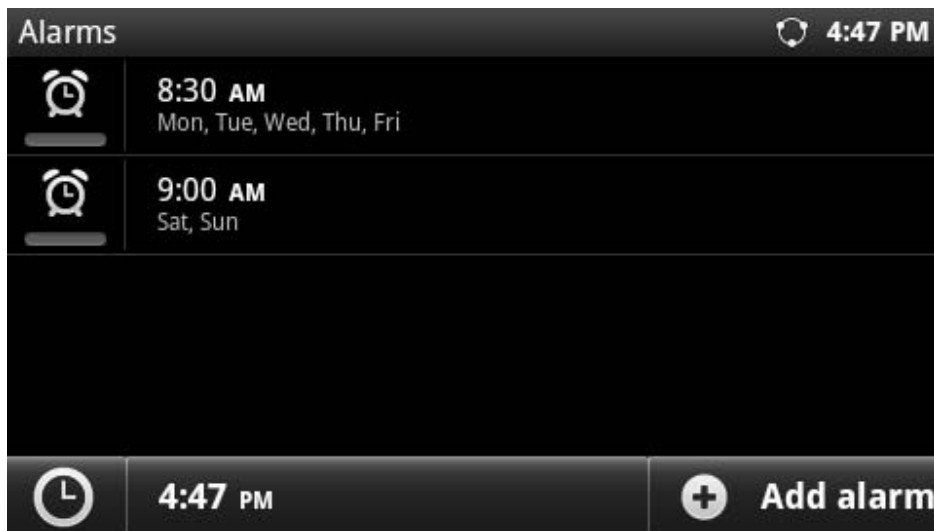 Alarms 4:47 PM
8:30 AM
Mon, Tue, Wed, Thu, Fri
9:00 AM
Sat, Sun
4:47 PM Add alarm